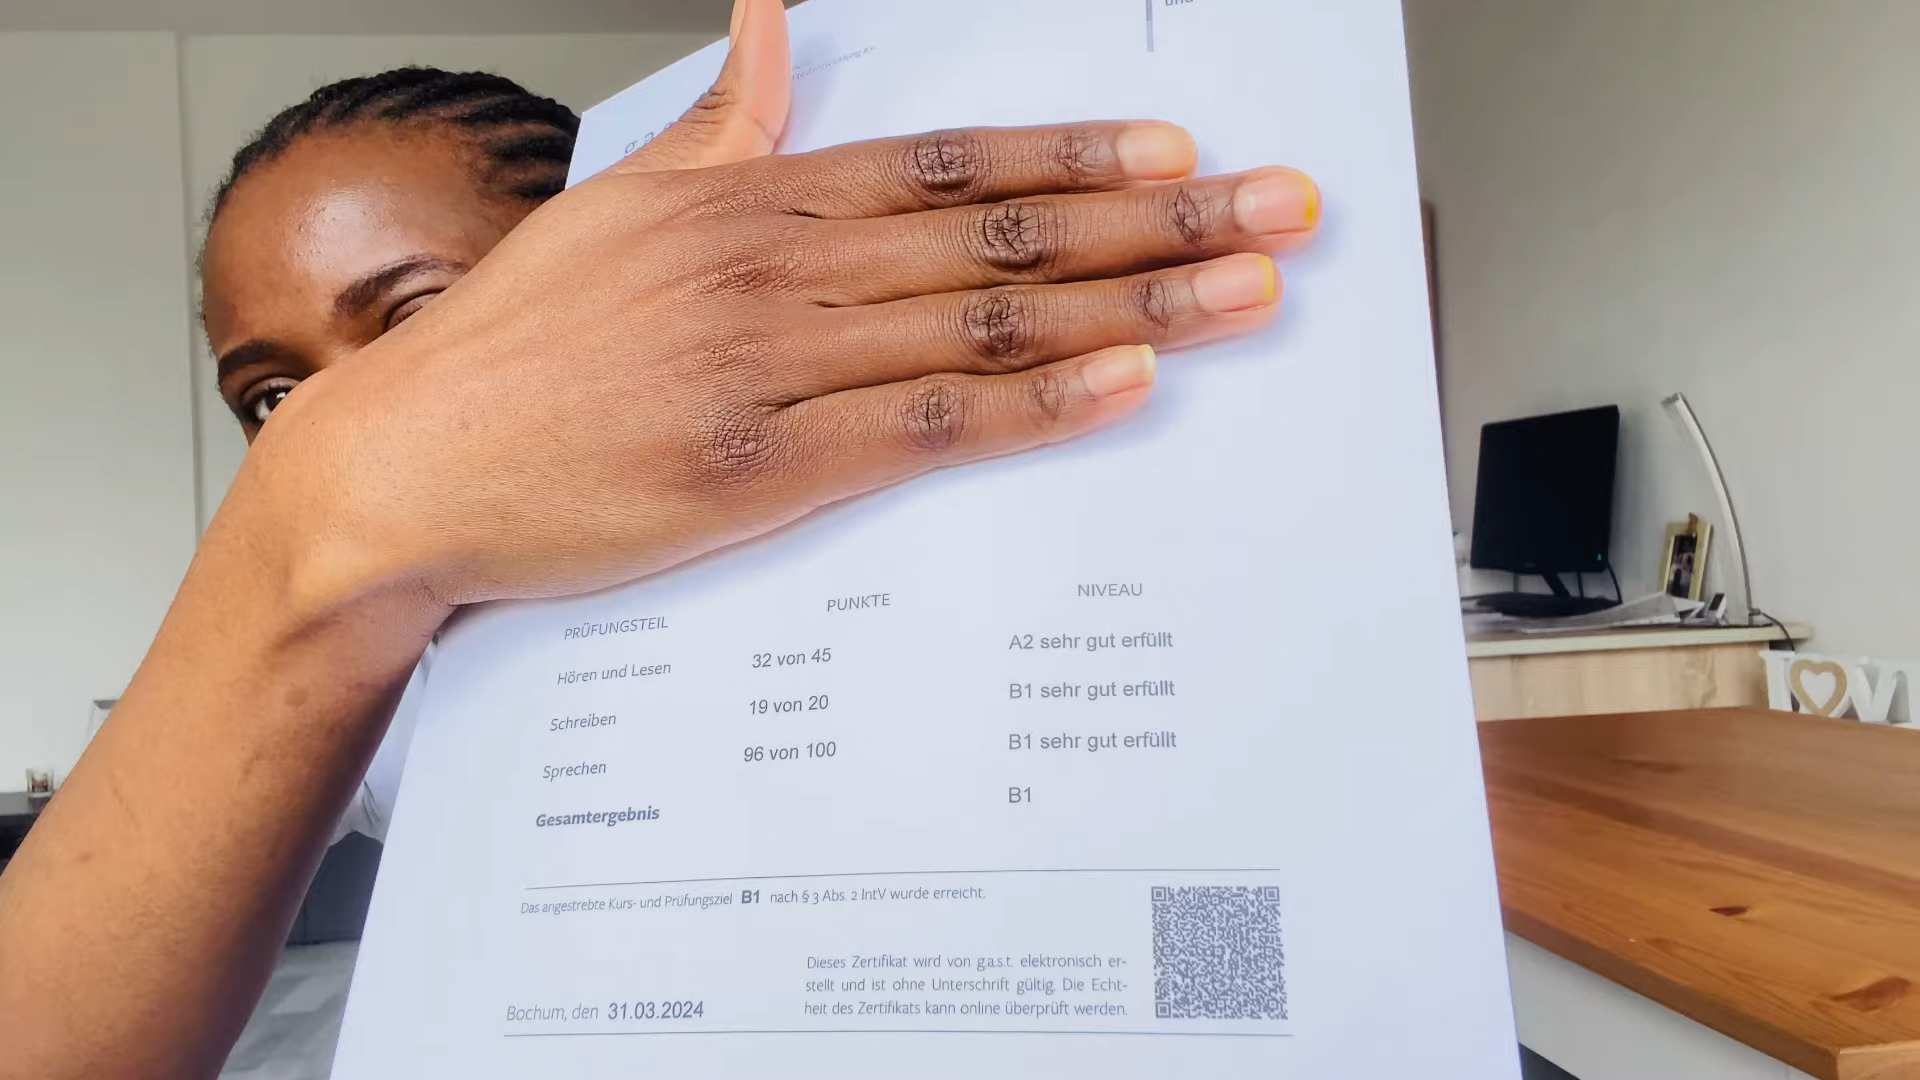 und
PRÜFUNGSTEIL PUNKTE NIVEAU
Hören und Lesen 32 von 45 A2 sehr gut erfüllt
Schreiben 19 von 20 B1 sehr gut erfüllt
Sprechen 96 von 100 B1 sehr gut erfüllt
Gesamtergebnis B1
Das angestrebte Kurs- und Prüfungsziel B1 nach § 3 Abs. 2 IntV wurde erreicht.
Dieses Zertifikat wird von g.a.s.t. elektronisch er-
stellt und ist ohne Unterschrift gültig. Die Echt-
heit des Zertifikats kann online überprüft werden.
Bochum, den 31.03.2024